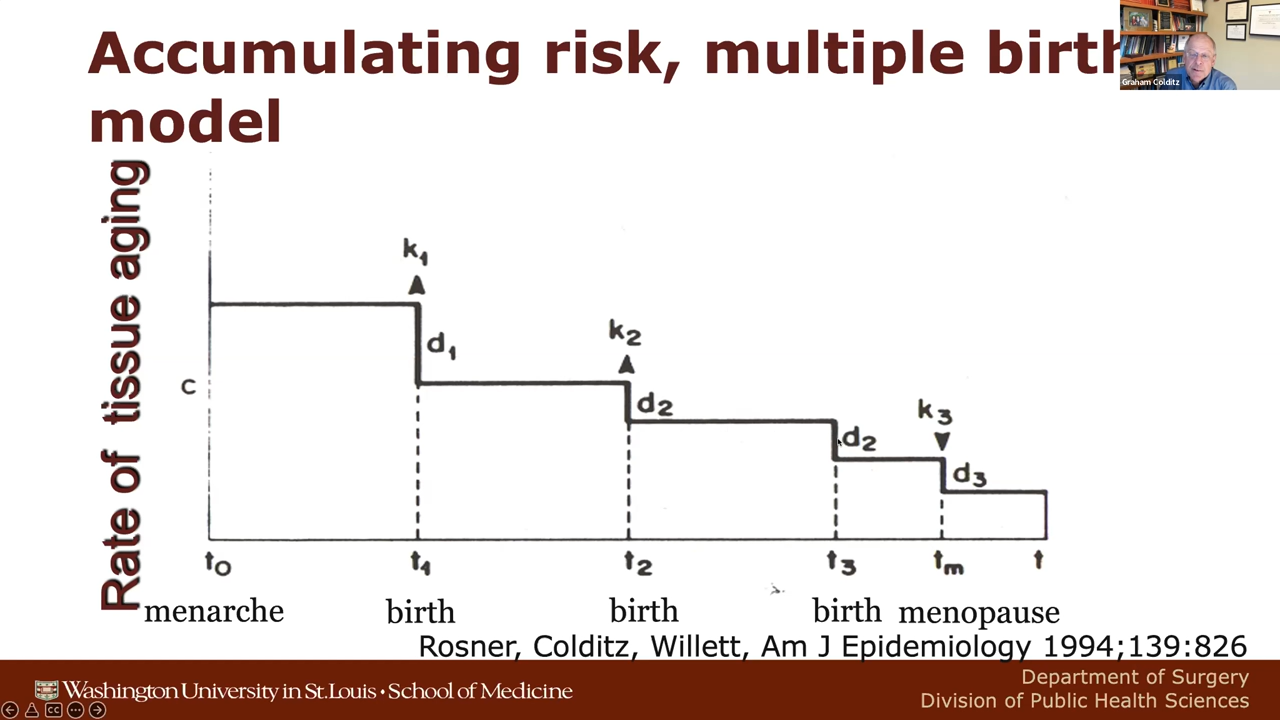 Accumulating risk, multiple birth
model
Graham Colditz
Rate of tissue aging
k1
d1
k2
c
d2
k3
d2
d3
t0 t1 t2 t3 tm t
menarche birth birth birth menopause
Rosner, Colditz, Willett, Am J Epidemiology 1994;139:826
Washington University in St.Louis • School of Medicine
Department of Surgery
Division of Public Health Sciences
CC